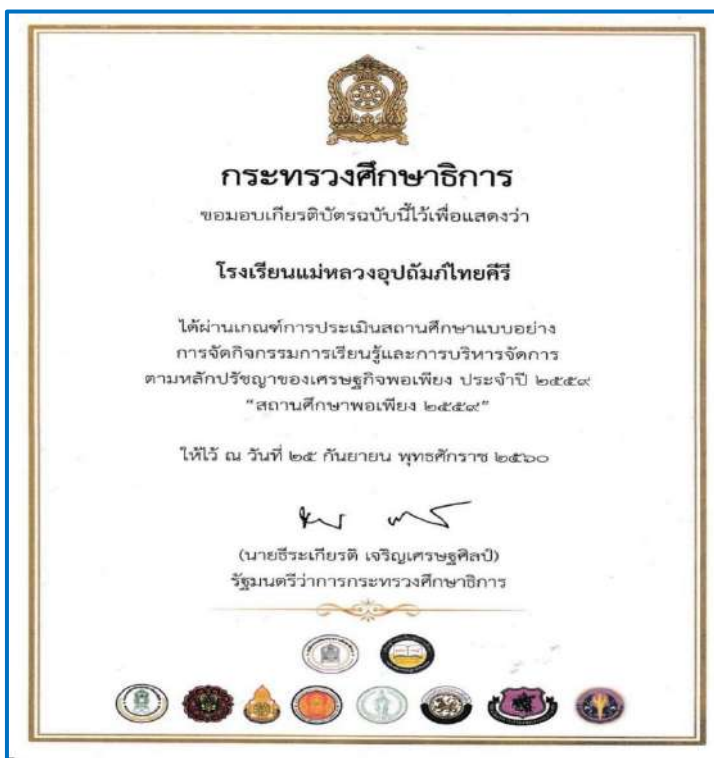 กระทรวงศึกษาธิการ
ขอมอบเกียรติบัตรฉบับนี้ไว้เพื่อแสดงว่า
โรงเรียนแม่หลวงอุปถัมภ์ไทยคีรี
ได้ผ่านเกณฑ์การประเมินสถานศึกษาแบบอย่าง
การจัดกิจกรรมการเรียนรู้และการบริหารจัดการ
ตามหลักปรัชญาของเศรษฐกิจพอเพียง ประจำปี ๒๕๕๙
“สถานศึกษาพอเพียง ๒๕๕๙”
ให้ไว้ ณ วันที่ ๒๕ กันยายน พุทธศักราช ๒๕๖๐
(นายธีระเกียรติ เจริญเศรษฐศิลป์)
รัฐมนตรีว่าการกระทรวงศึกษาธิการ